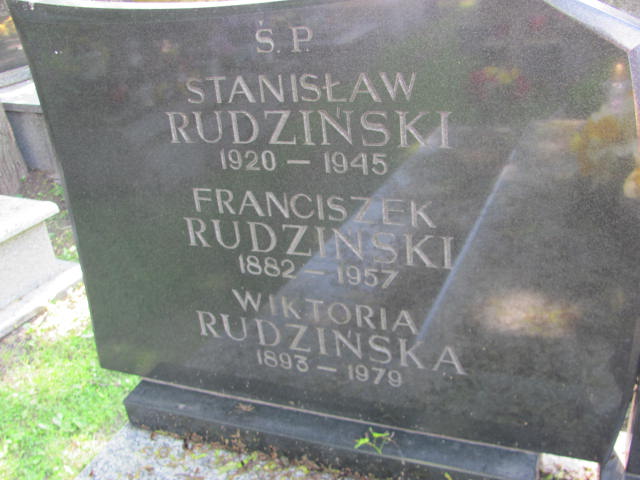 Ś.P.
STANISŁAW
RUDZIŃSKI
1920 – 1945
FRANCISZEK
RUDZIŃSKI
1882 – 1957
WIKTORIA
RUDZIŃSKA
1893 – 1979